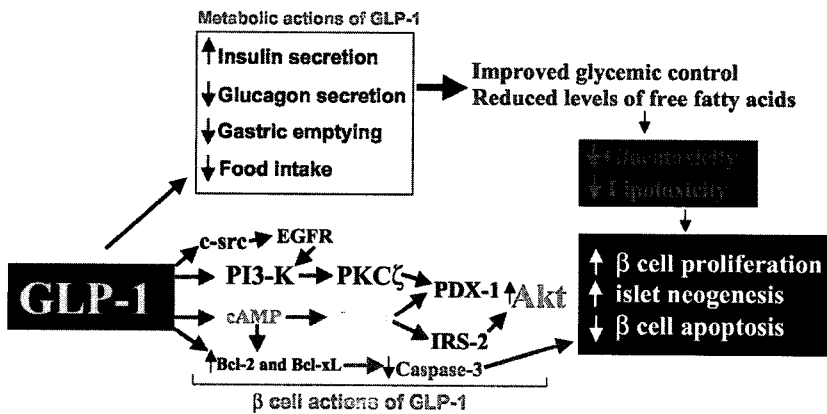 Metabolic actions of GLP-1
↑ Insulin secretion
↓ Glucagon secretion
↓ Gastric emptying
↓ Food intake
Improved glycemic control
Reduced levels of free fatty acids
↓ Glucotoxicity
↓ Lipotoxicity
c-src EGFR
GLP-1
PI3-K PKCζ
PDX-1 ↑ Akt
cAMP
IRS-2
↑ Bcl-2 and Bcl-xL ↓ Caspase-3
β cell actions of GLP-1
↑ β cell proliferation
↑ islet neogenesis
↓ β cell apoptosis